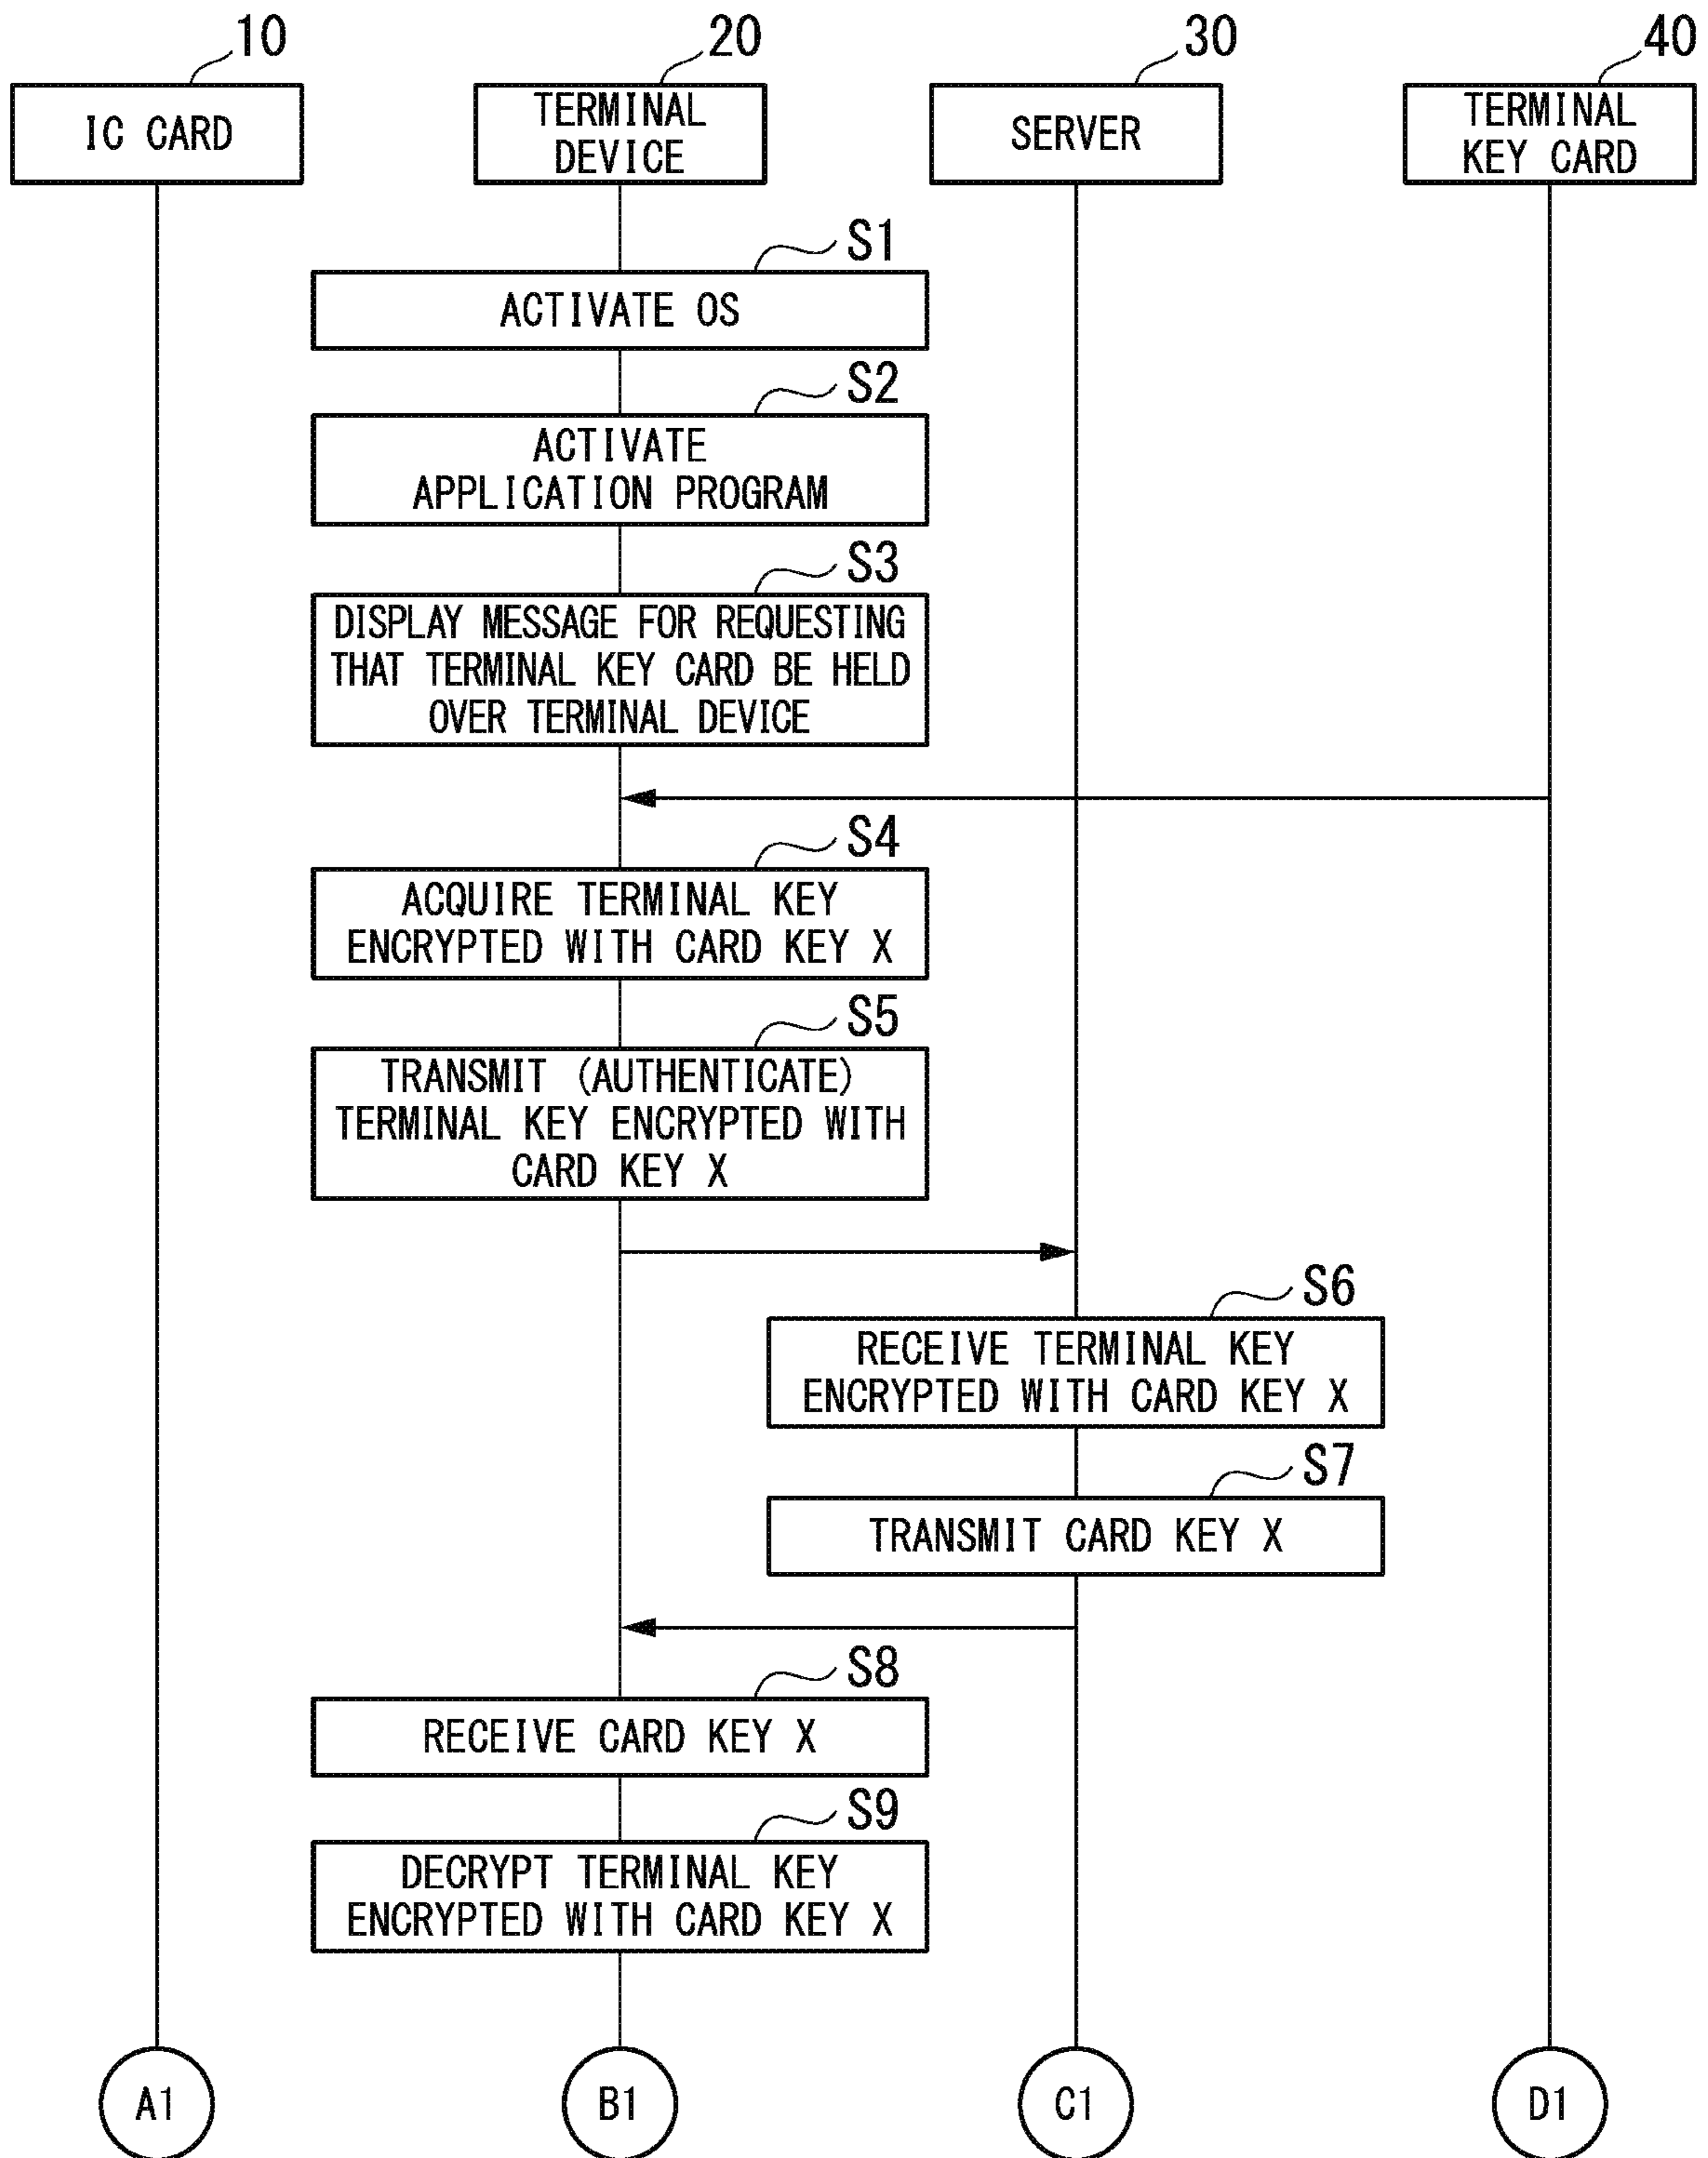 10
20
30
40
IC CARD
TERMINAL
DEVICE
SERVER
TERMINAL
KEY CARD
S1
ACTIVATE OS
S2
ACTIVATE
APPLICATION PROGRAM
S3
DISPLAY MESSAGE FOR REQUESTING
THAT TERMINAL KEY CARD BE HELD
OVER TERMINAL DEVICE
S4
ACQUIRE TERMINAL KEY
ENCRYPTED WITH CARD KEY X
S5
TRANSMIT (AUTHENTICATE)
TERMINAL KEY ENCRYPTED WITH
CARD KEY X
S6
RECEIVE TERMINAL KEY
ENCRYPTED WITH CARD KEY X
S7
TRANSMIT CARD KEY X
S8
RECEIVE CARD KEY X
S9
DECRYPT TERMINAL KEY
ENCRYPTED WITH CARD KEY X
A1
B1
C1
D1